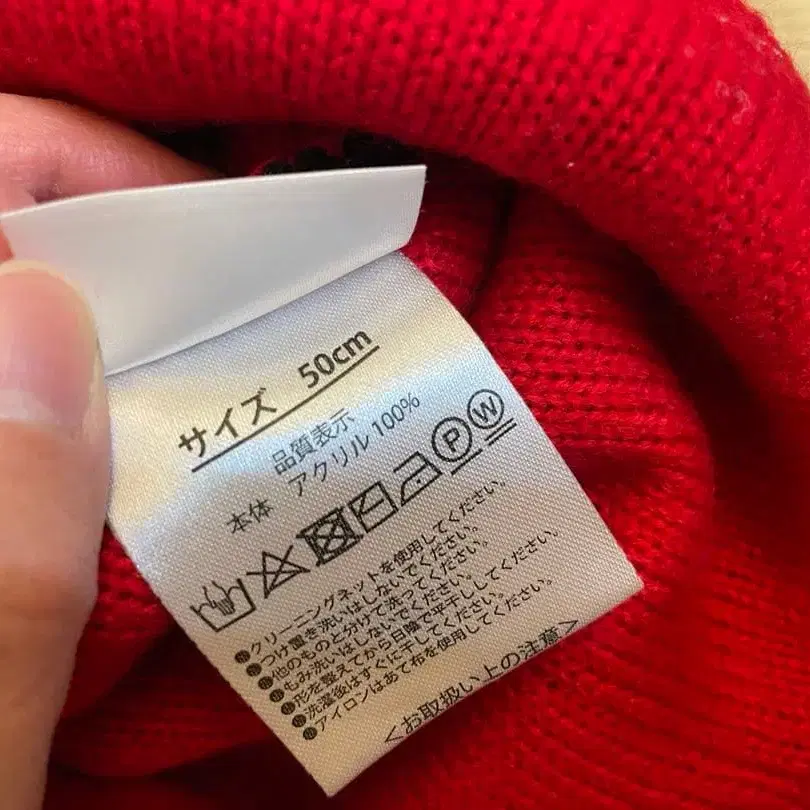 サイズ 50cm
品質表示
本体 アクリル 100%
P W
●クリーニングネットを使用してください。
●つけ置き洗いはしないでください。
●他のものと分けて洗ってください。
●もみ洗いはしないでください。
●形を整えてから日陰で平干ししてください。
●洗濯後はすぐに干してください。
●アイロンはあて布を使用してください。
<お取扱い上の注意>